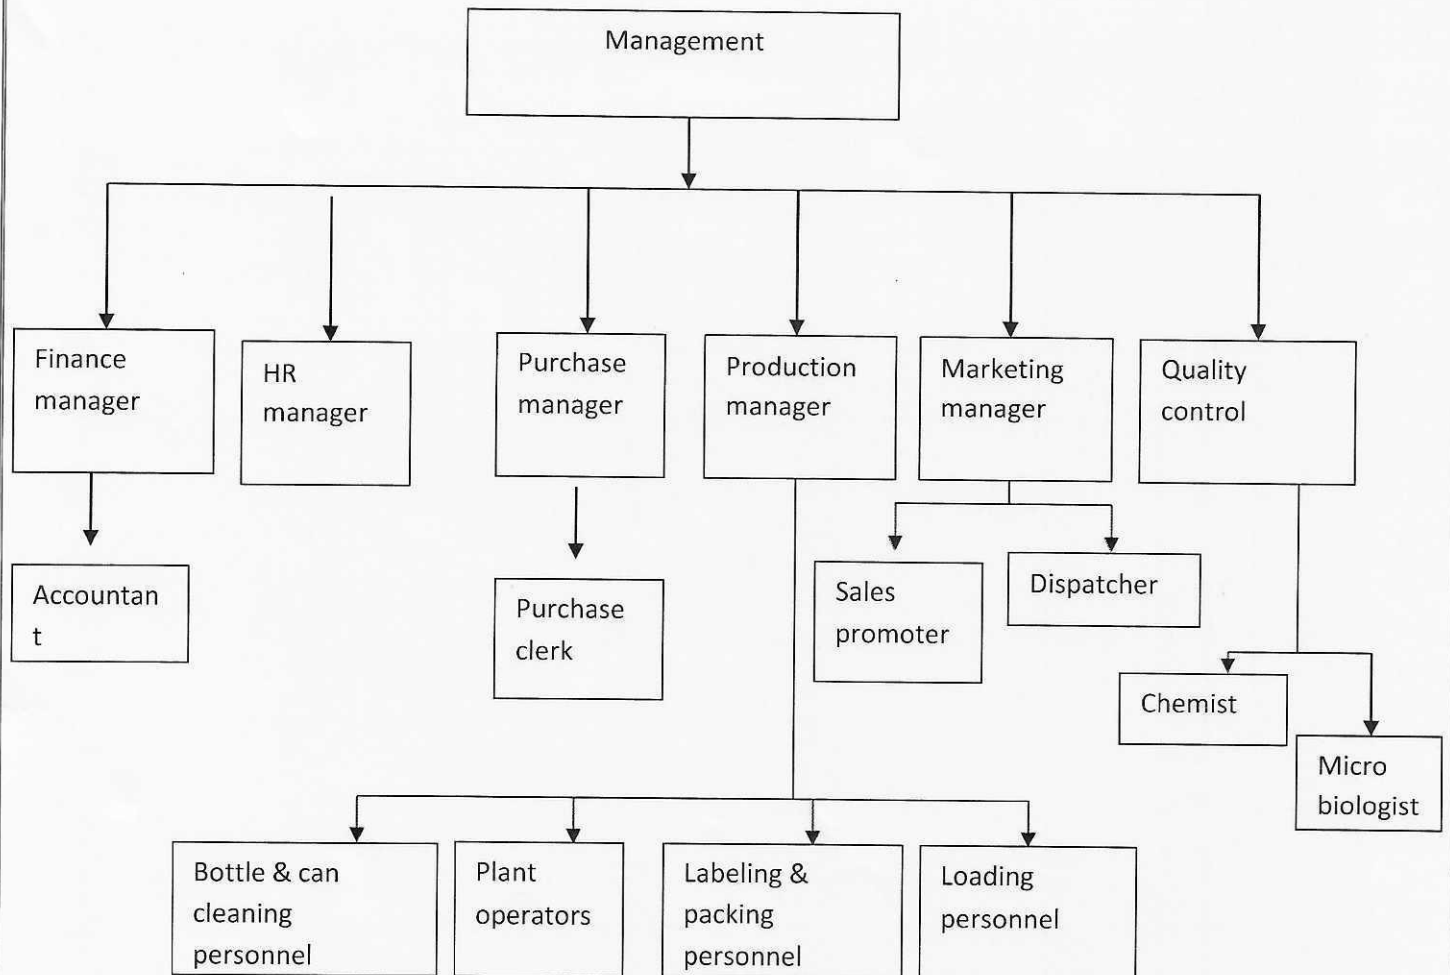 Management
Finance
manager
HR
manager
Purchase
manager
Production
manager
Marketing
manager
Quality
control
Accountan
t
Purchase
clerk
Sales
promoter
Dispatcher
Chemist
Micro
biologist
Bottle & can
cleaning
personnel
Plant
operators
Labeling &
packing
personnel
Loading
personnel